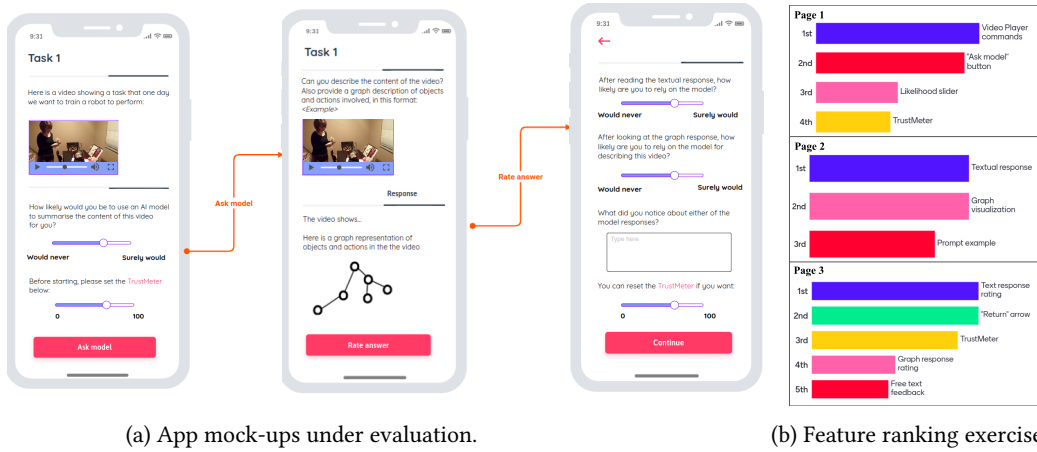 9:31
Task 1
Here is a video showing a task that one day
we want to train a robot to perform:
How likely would you be to use an AI model
to summarise the content of this video
for you?
Would never Surely would
Before starting, please set the TrustMeter
below:
0 100
Ask model
Ask model
9:31
Task 1
Can you describe the content of the video?
Also provide a graph description of objects
and actions involved, in this format:
<Example>
Response
The video shows...
Here is a graph representation of
objects and actions in the the video
Rate answer
Rate answer
9:31
After reading the textual response, how
likely are you to rely on the model?
Would never Surely would
After looking at the graph response, how
likely are you to rely on the model for
describing this video?
Would never Surely would
What did you notice about either of the
model responses?
Type here
You can reset the TrustMeter if you want:
0 100
Continue
Page 1
1st Video Player
commands
2nd "Ask model"
button
3rd Likelihood slider
4th TrustMeter
Page 2
1st Textual response
2nd Graph
visualization
3rd Prompt example
Page 3
1st Text response
rating
2nd "Return" arrow
3rd TrustMeter
4th Graph response
rating
5th Free text
feedback
(a) App mock-ups under evaluation.
(b) Feature ranking exercise